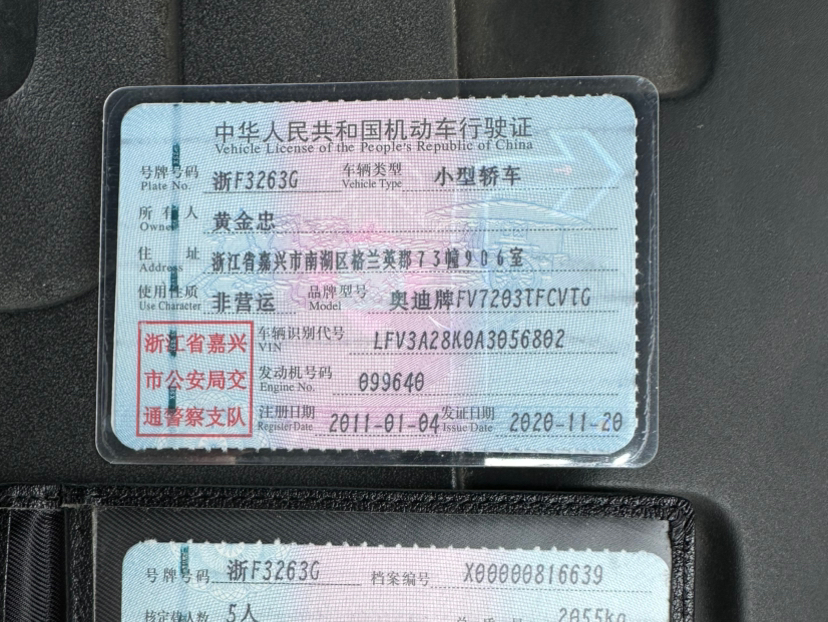 中华人民共和国机动车行驶证
Vehicle License of the People's Republic of China
号牌号码 浙F3263G 车辆类型 小型轿车
Plate No. Vehicle Type
所有人 黄金忠
Owner
住址 浙江省嘉兴市南湖区格兰英郡73幢906室
Address
使用性质 非营运 品牌型号 奥迪牌FV7203TFCVTG
Use Character Model
浙江省嘉兴
市公安局交
通警察支队
车辆识别代号 LFV3A28K0A3056802
VIN
发动机号码 099640
Engine No.
注册日期 2011-01-04 发证日期 2020-11-20
Register Date Issue Date
号牌号码 浙F3263G 档案编号 X00000816639
核定载人数 5人 总质量 2055kg